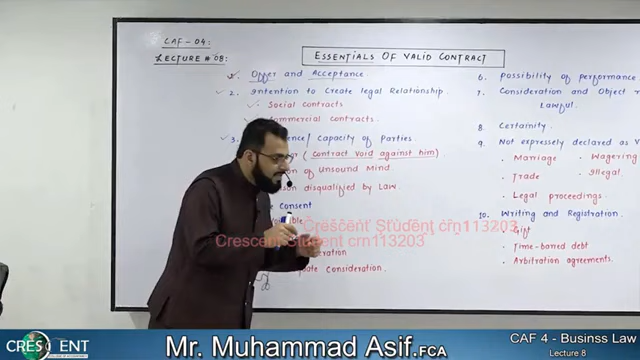 CAF-04:
LECTURE # 08:
ESSENTIALS OF VALID CONTRACT
1. Offer and Acceptance.
2. Intention to Create legal Relationship.
Social contracts
Commercial contracts.
3. / Capacity of Parties.
( contract void against him)
of Unsound Mind
disqualified by Law.
Consent
Consideration.
6. Possibility of performance
7. Consideration and Object
Lawful.
8. Certainity.
9. Not expressly declared as
• Marriage
• Wagering
• Trade
• Illegal
• Legal proceedings.
10. Writing and Registration.
• Gift
• Time-barred debt
• Arbitration agreements.
Crescent Student crn113203
Crescent Student crn113203
CRESCENT
Mr. Muhammad Asif.FCA
CAF 4 - Businss Law
Lecture 8